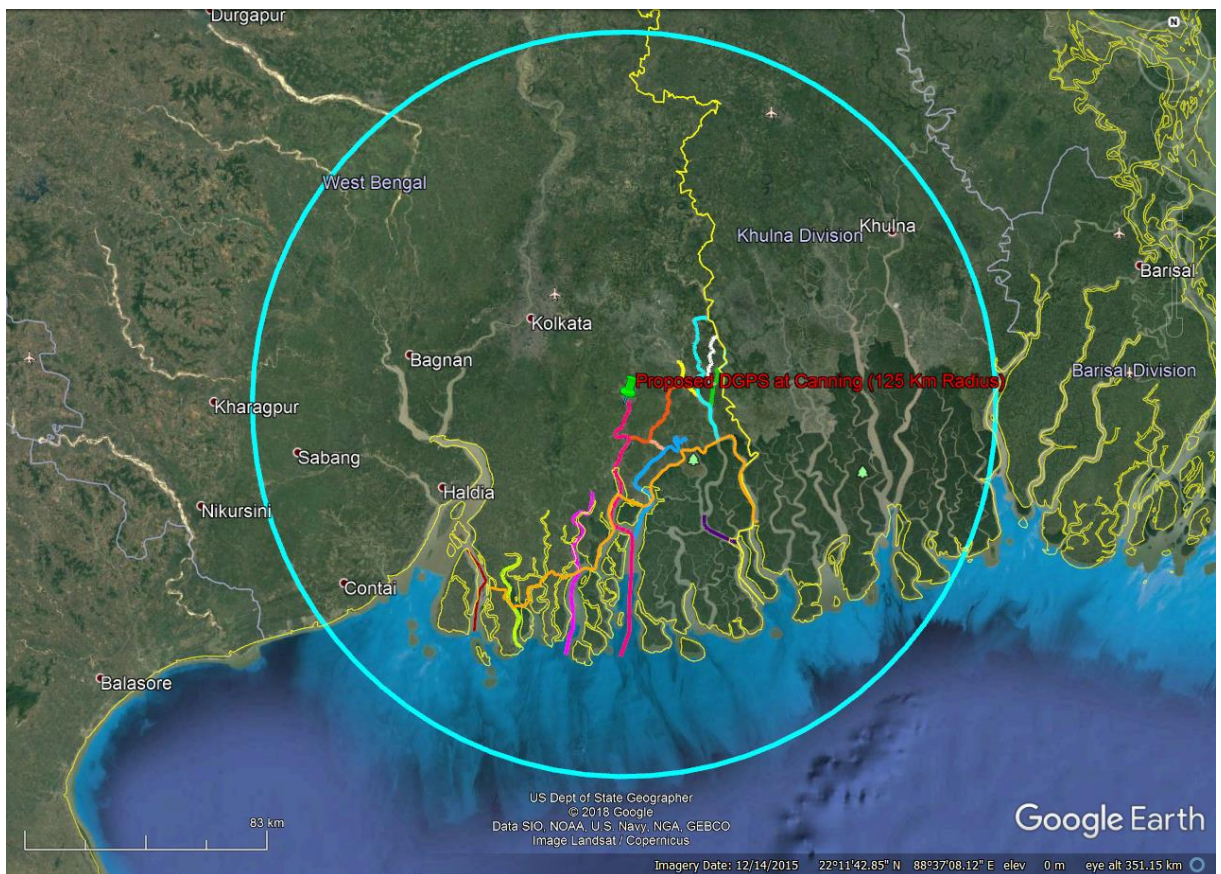 Durgapur
N
West Bengal
Khulna Division
Khulna
Barisal
Kolkata
Bagnan
Proposed DGPS at Canning (125 Km Radius)
Barisal Division
Kharagpur
Sabang
Haldia
Nikursini
Contai
Balasore
US Dept of State Geographer
© 2018 Google
Data SIO, NOAA, U.S. Navy, NGA, GEBCO
Image Landsat / Copernicus
83 km
Google Earth
Imagery Date: 12/14/2015 22°11'42.85" N 88°37'08.12" E elev 0 m eye alt 351.15 km